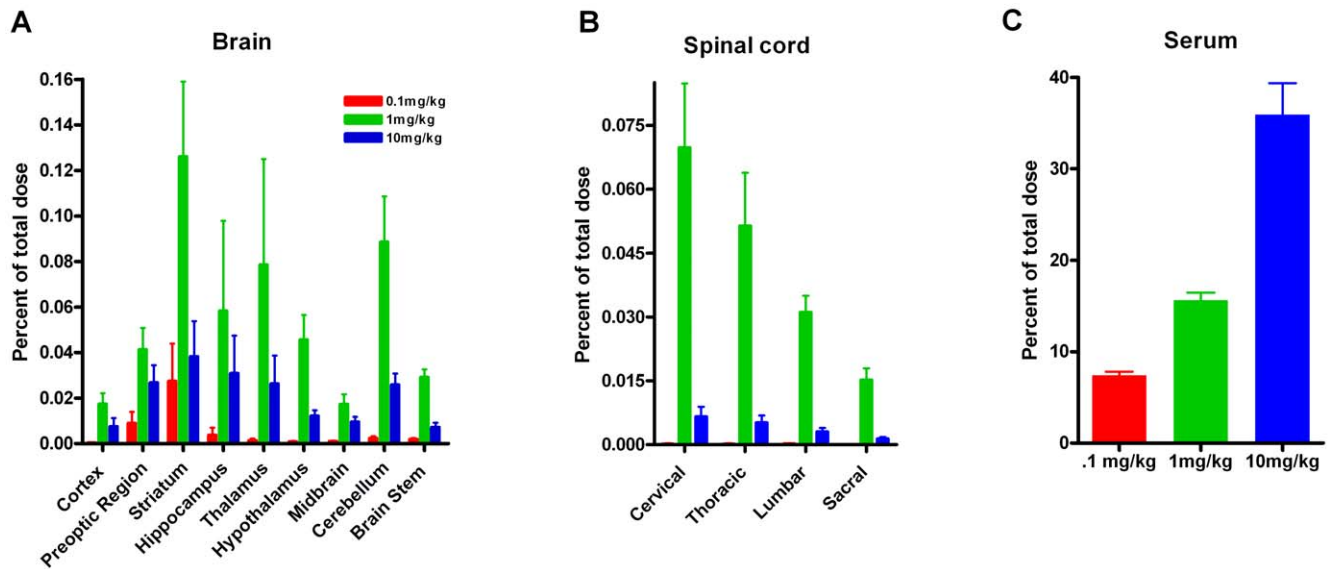 A
Brain
Percent of total dose
0.16
0.14
0.12
0.10
0.08
0.06
0.04
0.02
0.00
0.1mg/kg
1mg/kg
10mg/kg
Cortex
Preoptic Region
Striatum
Hippocampus
Thalamus
Hypothalamus
Midbrain
Cerebellum
Brain Stem
B
Spinal cord
Percent of total dose
0.075
0.060
0.045
0.030
0.015
0.000
Cervical
Thoracic
Lumbar
Sacral
C
Serum
Percent of total dose
40
30
20
10
0
.1 mg/kg
1mg/kg
10mg/kg